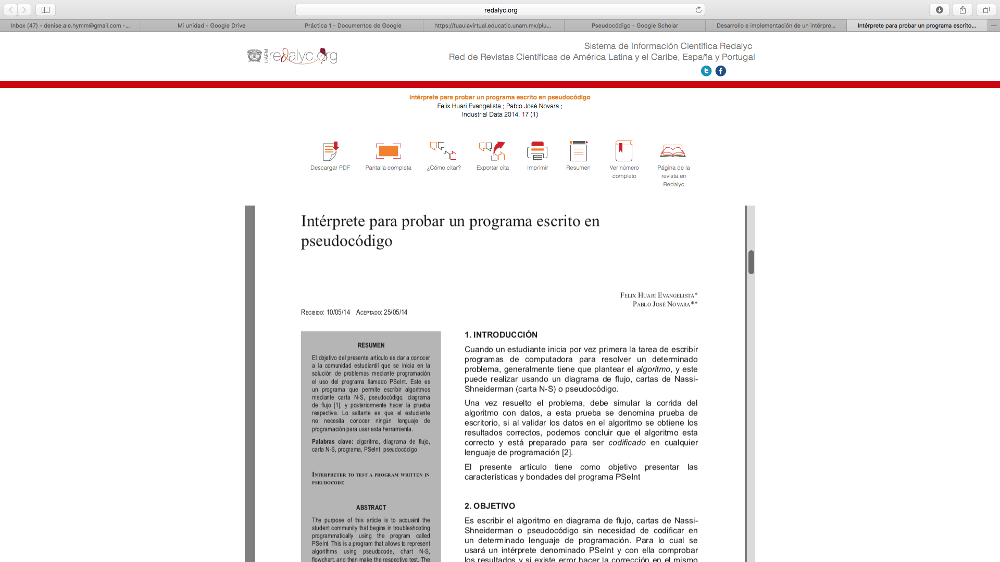 redalyc.org
Inbox (47) - denise.ale.hymm@gmail.com -...
Mi unidad - Google Drive
Práctica 1 - Documentos de Google
https://tuaulavirtual.educatic.unam.mx/plu...
Pseudocódigo - Google Scholar
Desarrollo e implementación de un intérpre...
Intérprete para probar un programa escrito...
UAEM
redalyc.org
Sistema de Información Científica Redalyc
Red de Revistas Científicas de América Latina y el Caribe, España y Portugal
Intérprete para probar un programa escrito en pseudocódigo
Felix Huari Evangelista ; Pablo José Novara ;
Industrial Data 2014, 17 (1)
Descargar PDF
Pantalla completa
¿Cómo citar?
Exportar cita
Imprimir
Resumen
Ver número
completo
Página de la
revista en
Redalyc
Intérprete para probar un programa escrito en
pseudocódigo
Felix Huari Evangelista*
Pablo José Novara**
Recibido: 10/05/14 Aceptado: 25/05/14
RESUMEN
El objetivo del presente artículo es dar a conocer
a la comunidad estudiantil que se inicia en la
solución de problemas mediante programación
el uso del programa llamado PSeInt. Este es
un programa que permite escribir algoritmos
mediante carta N-S, pseudocódigo, diagrama
de flujo [1], y posteriormente hacer la prueba
respectiva. Lo saltante es que el estudiante
no necesita conocer ningún lenguaje de
programación para usar esta herramienta.
Palabras clave: algoritmo, diagrama de flujo,
carta N-S, programa, PSeInt, pseudocódigo
Interpreter to test a program written in
pseudocode
ABSTRACT
The purpose of this article is to acquaint the
student community that begins in troubleshooting
programmatically using the program called
PSeInt. This is a program that allows to represent
algorithms using pseudocode, chart N-S,
flowchart, and then make the respective test. The
1. INTRODUCCIÓN
Cuando un estudiante inicia por vez primera la tarea de escribir
programas de computadora para resolver un determinado
problema, generalmente tiene que plantear el algoritmo, y este
puede realizar usando un diagrama de flujo, cartas de Nassi-
Shneiderman (carta N-S) o pseudocódigo.
Una vez resuelto el problema, debe simular la corrida del
algoritmo con datos, a esta prueba se denomina prueba de
escritorio, si al validar los datos en el algoritmo se obtiene los
resultados correctos, podemos concluir que el algoritmo esta
correcto y está preparado para ser codificado en cualquier
lenguaje de programación [2].
El presente artículo tiene como objetivo presentar las
características y bondades del programa PSeInt
2. OBJETIVO
Es escribir el algoritmo en diagrama de flujo, cartas de Nassi-
Shneiderman o pseudocódigo sin necesidad de codificar en
un determinado lenguaje de programación. Para lo cual se
usará un intérprete denominado PSeInt y con ella comprobar
los resultados y si existe error hacer la corrección en el mismo